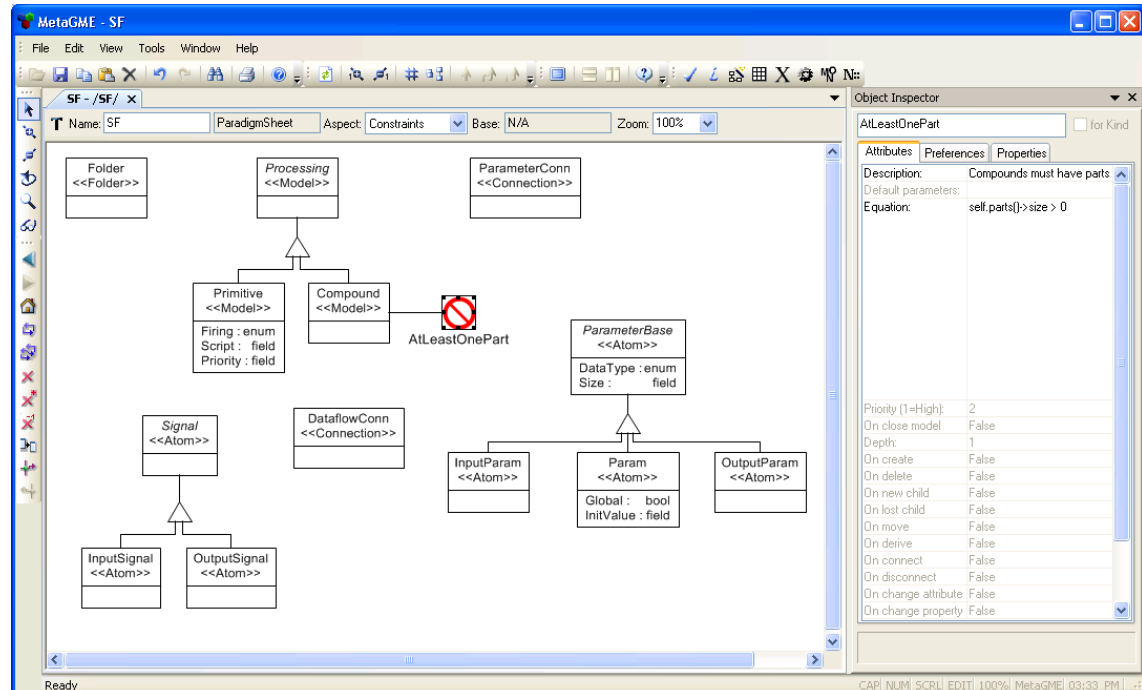 MetaGME - SF
File Edit View Tools Window Help
SF - /SF/ X
T Name: SF ParadigmSheet Aspect: Constraints Base: N/A Zoom: 100%
Folder
<<Folder>>
Processing
<<Model>>
ParameterConn
<<Connection>>
Primitive
<<Model>>
Firing : enum
Script : field
Priority : field
Compound
<<Model>>
AtLeastOnePart
ParameterBase
<<Atom>>
DataType : enum
Size : field
Signal
<<Atom>>
DataflowConn
<<Connection>>
InputParam
<<Atom>>
Param
<<Atom>>
Global : bool
InitValue : field
OutputParam
<<Atom>>
InputSignal
<<Atom>>
OutputSignal
<<Atom>>
Object Inspector
AtLeastOnePart for Kind
Attributes Preferences Properties
Description: Compounds must have parts
Default parameters:
Equation: self.parts()->size > 0
Priority (1=High): 2
On close model False
Depth: 1
On create False
On delete False
On new child False
On lost child False
On move False
On derive False
On connect False
On disconnect False
On change attribute False
On change property False
Ready CAP NUM SCRL EDIT 100% MetaGME 03:33 PM